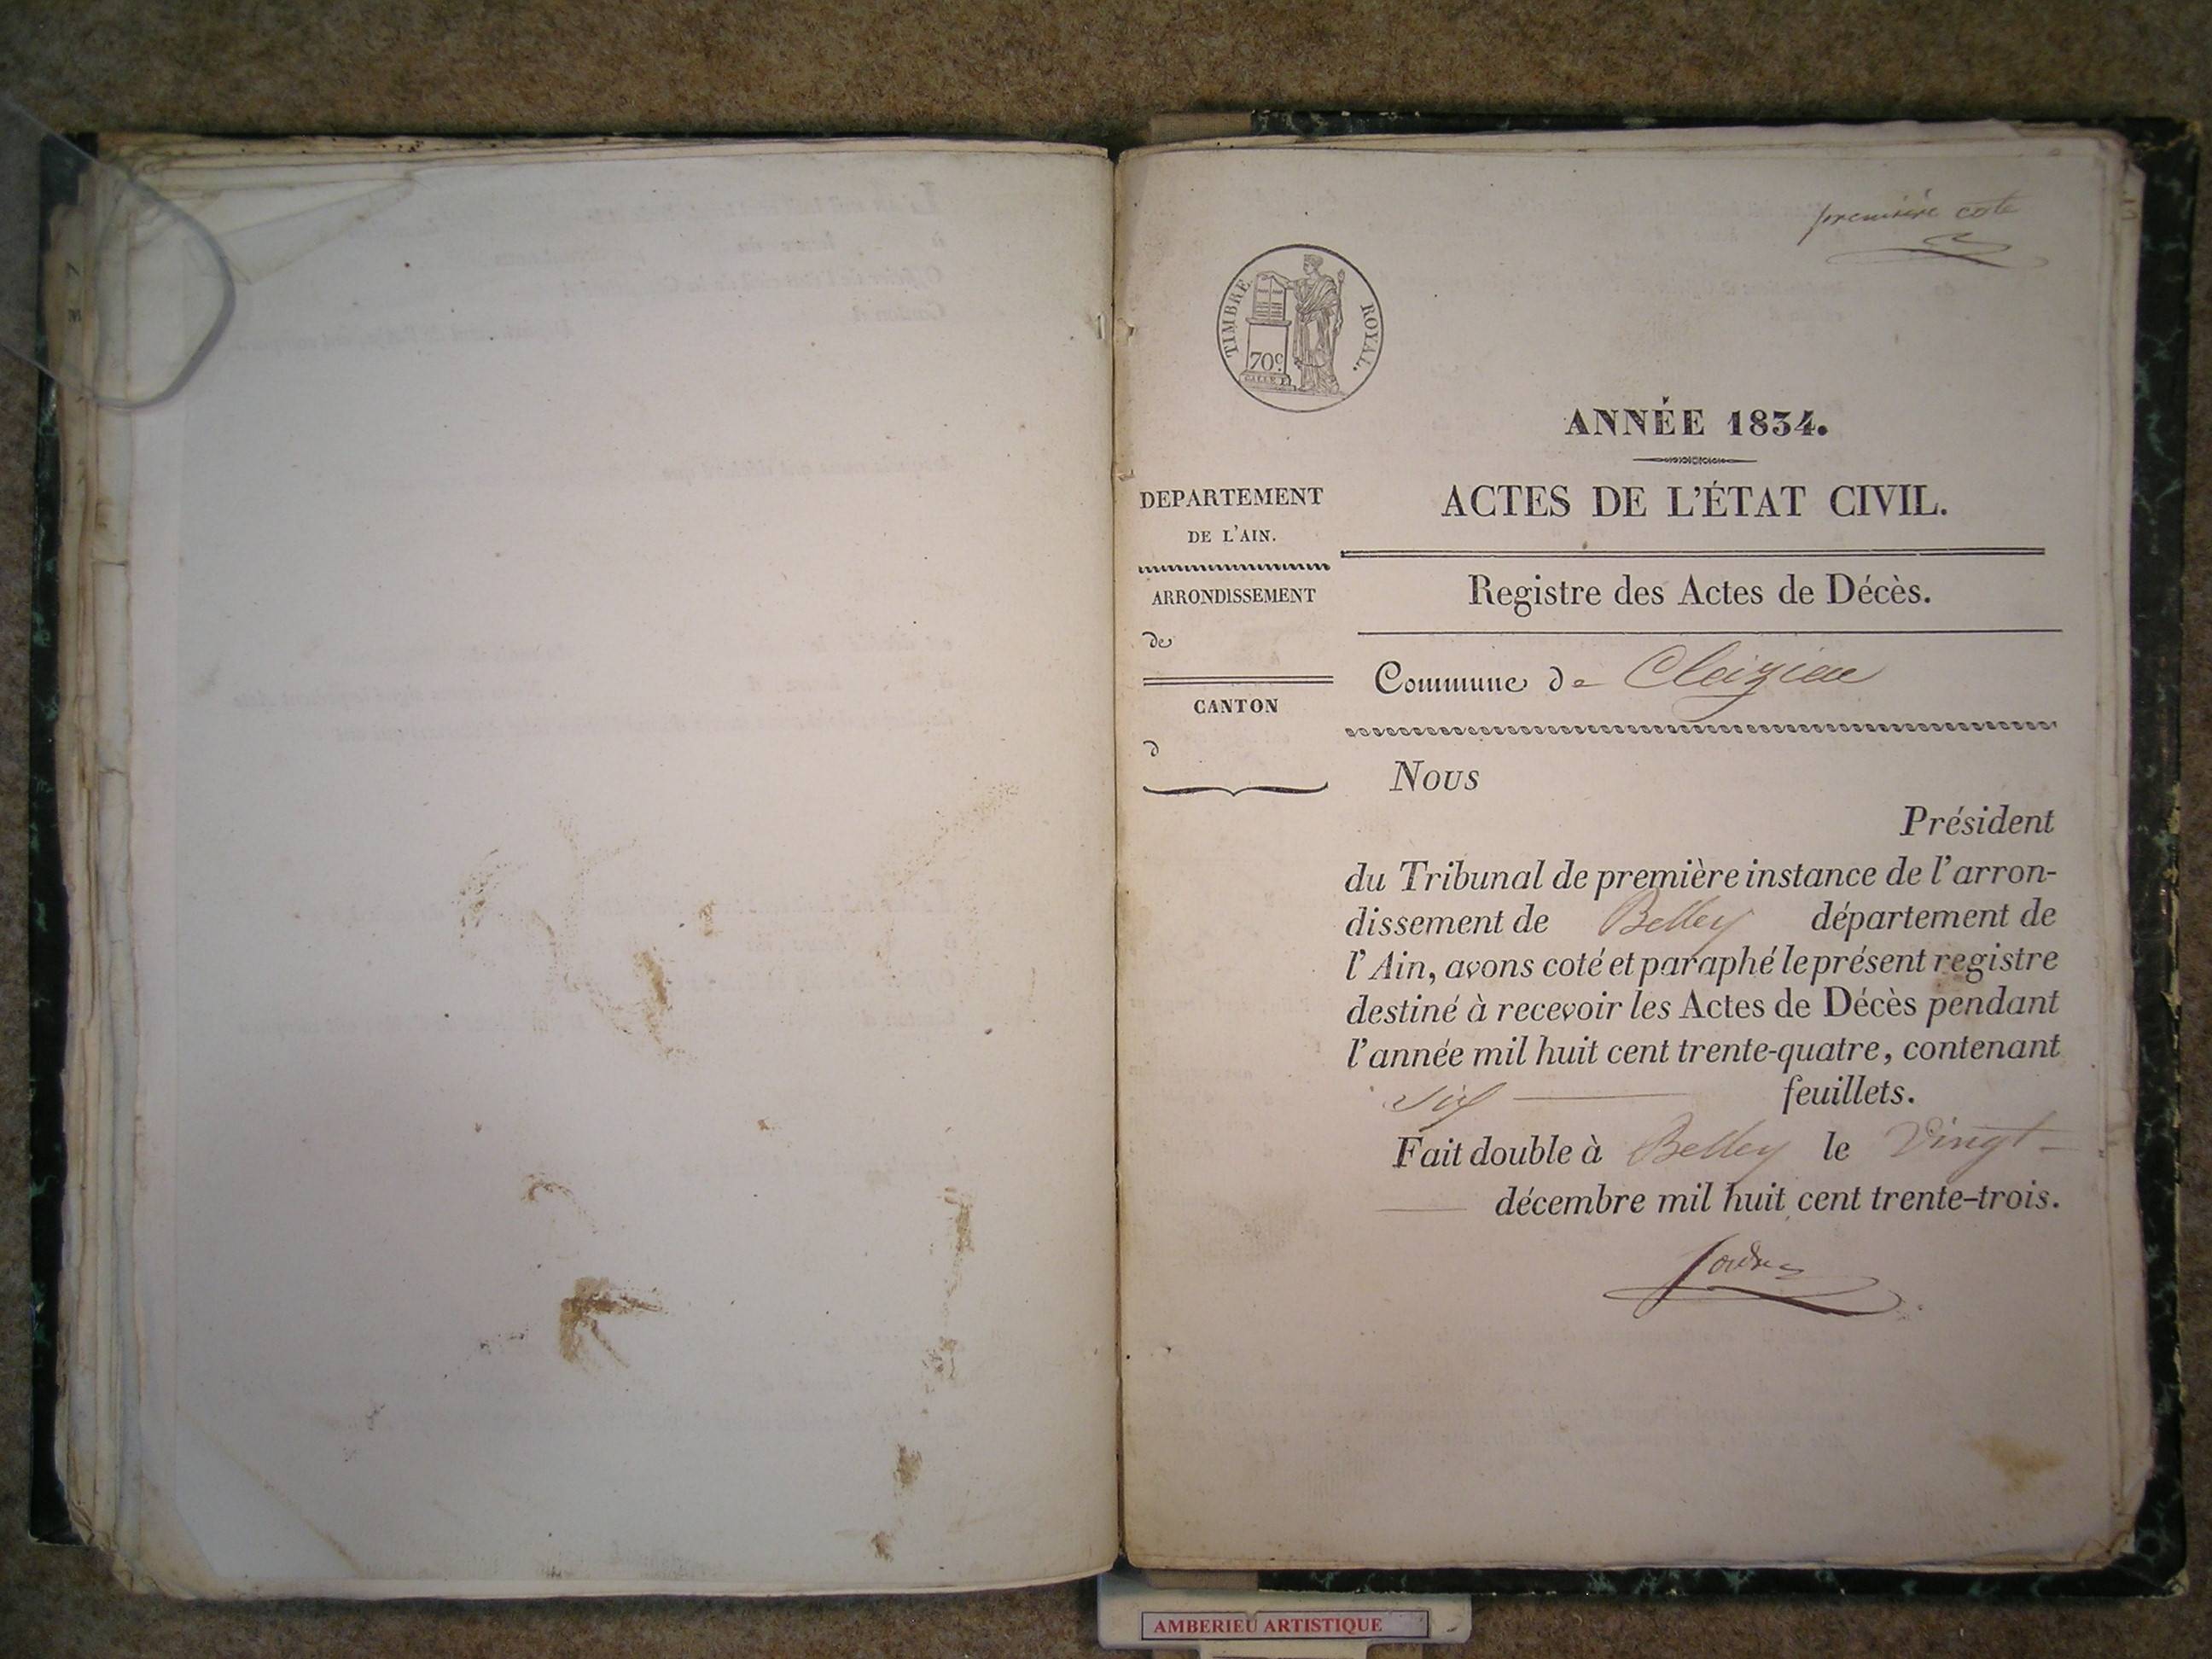 première cote
TIMBRE ROYAL.
70c.
ANNÉE 1834.
ACTES DE L'ÉTAT CIVIL.
DEPARTEMENT
DE L'AIN.
ARRONDISSEMENT
de
CANTON
d
Registre des Actes de Décès.
Commune de Cleizieu
Nous
Président
du Tribunal de première instance de l'arron-
dissement de Belley département de
l'Ain, avons coté et paraphé le présent registre
destiné à recevoir les Actes de Décès pendant
l'année mil huit cent trente-quatre, contenant
six feuillets.
Fait double à Belley le Vingt-
décembre mil huit cent trente-trois.
AMBERIEU ARTISTIQUE